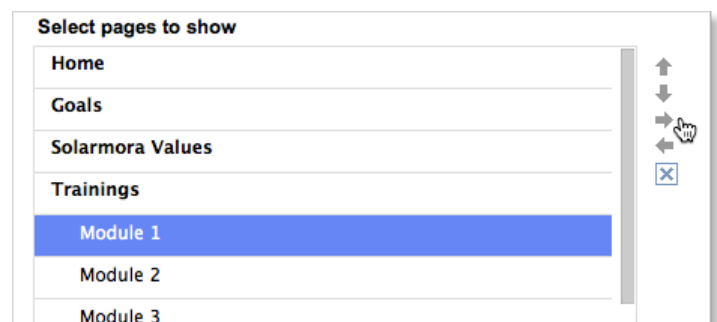 Select pages to show
Home
Goals
Solarmora Values
Trainings
Module 1
Module 2
Module 3